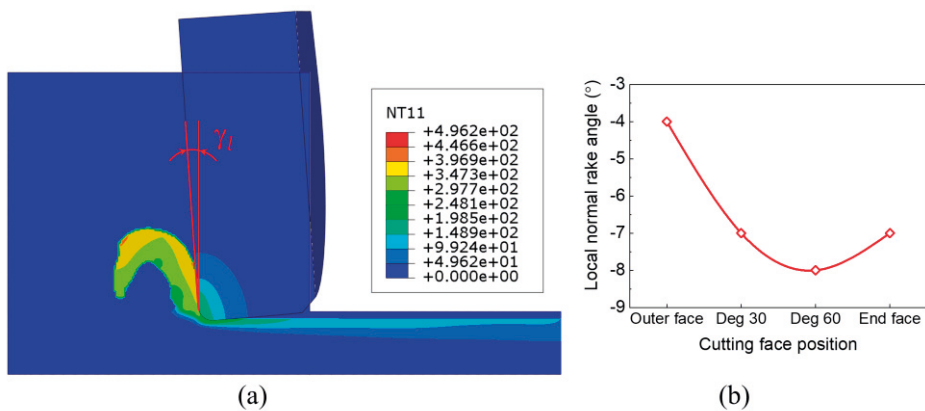 γl
NT11
+4.962e+02
+4.466e+02
+3.969e+02
+3.473e+02
+2.977e+02
+2.481e+02
+1.985e+02
+1.489e+02
+9.924e+01
+4.962e+01
+0.000e+00
(a)
Local normal rake angle (°)
-3
-4
-5
-6
-7
-8
-9
Outer face Deg 30 Deg 60 End face
Cutting face position
(b)